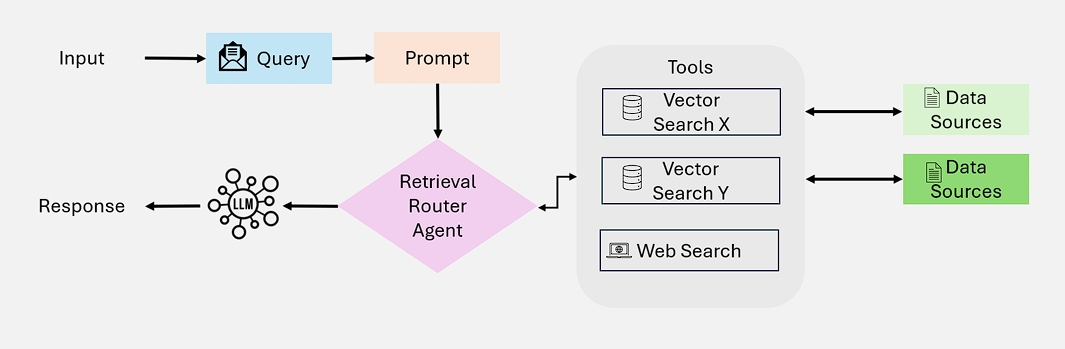 Input
Query
Prompt
Tools
Vector
Search X
Data
Sources
Vector
Search Y
Data
Sources
Web Search
Retrieval
Router
Agent
LLM
Response